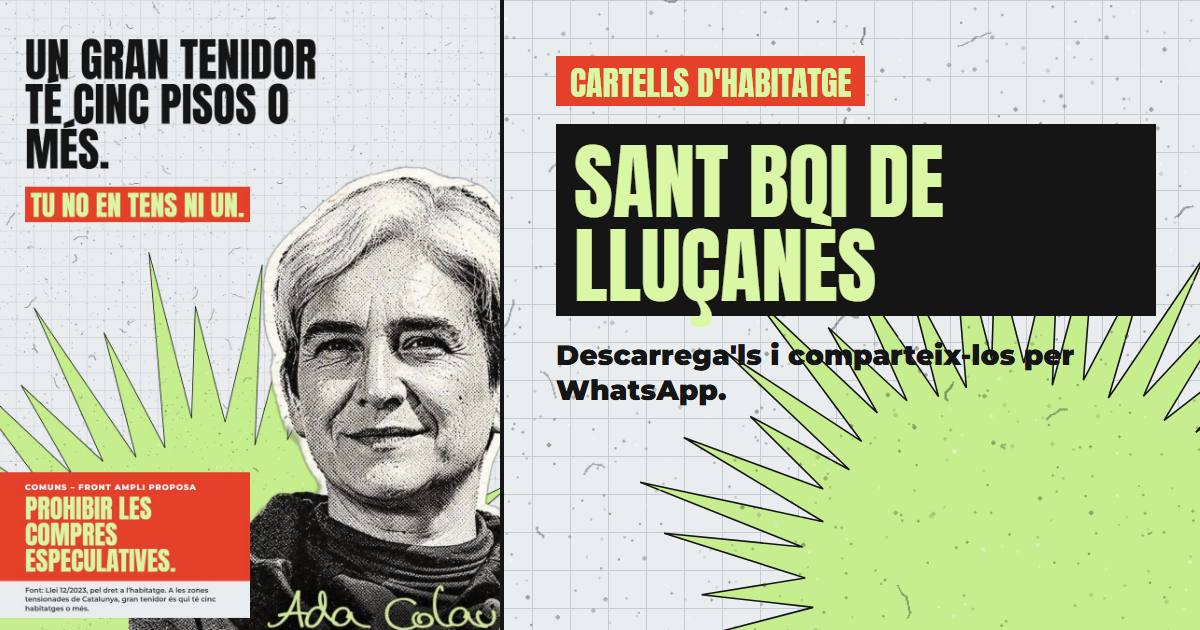 UN GRAN TENIDOR
TÉ CINC PISOS O
MÉS.
TU NO EN TENS NI UN.
COMUNS – FRONT AMPLI PROPOSA
PROHIBIR LES
COMPRES
ESPECULATIVES.
Font: Llei 12/2023, pel dret a l'habitatge. A les zones
tensionades de Catalunya, gran tenidor és qui té cinc
habitatges o més.
Ada Colau
CARTELLS D'HABITATGE
SANT BQI DE
LLUÇANÈS
Descarrega'ls i comparteix-los per
WhatsApp.